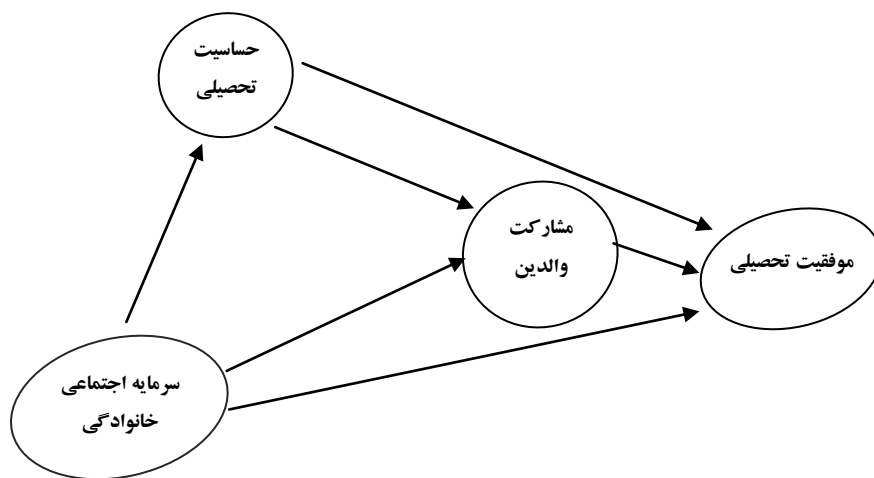 حساسیت
تحصیلی
مشارکت
والدین
موفقیت تحصیلی
سرمایه اجتماعی
خانوادگی